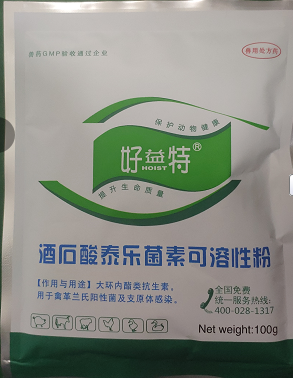 兽药GMP验收通过企业
兽用处方药
保护动物健康
好益特®
HOIST
提升生命质量
酒石酸泰乐菌素可溶性粉
【作用与用途】大环内酯类抗生素,
用于禽革兰氏阳性菌及支原体感染。
全国免费
统一服务热线:
400-028-1317
Net weight:100g